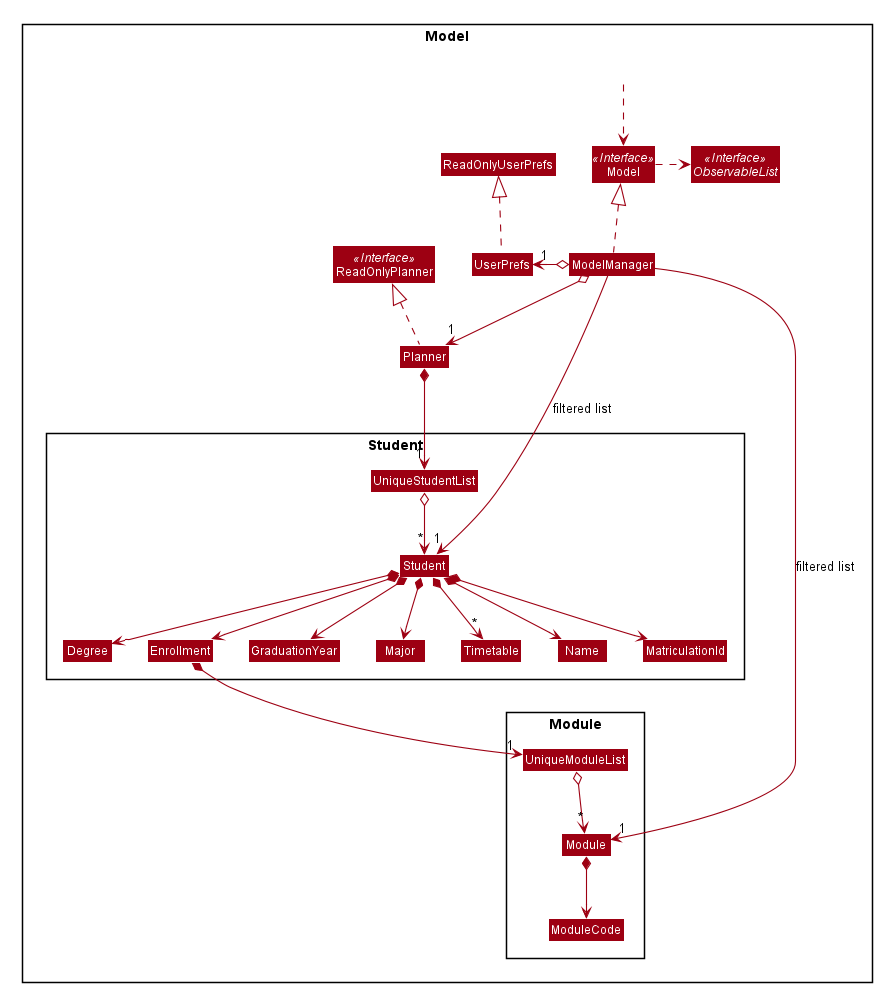 Model
«Interface»
Model
«Interface»
ObservableList
ReadOnlyUserPrefs
«Interface»
ReadOnlyPlanner
UserPrefs
1
ModelManager
1
Planner
filtered list
Student
1
UniqueStudentList
*
1
Student
filtered list
*
Degree
Enrollment
GraduationYear
Major
Timetable
Name
MatriculationId
Module
1
UniqueModuleList
*
1
Module
ModuleCode